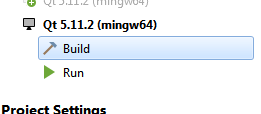 Qt 5.11.2 (mingw64)
Qt 5.11.2 (mingw64)
Build
Run
Project Settings